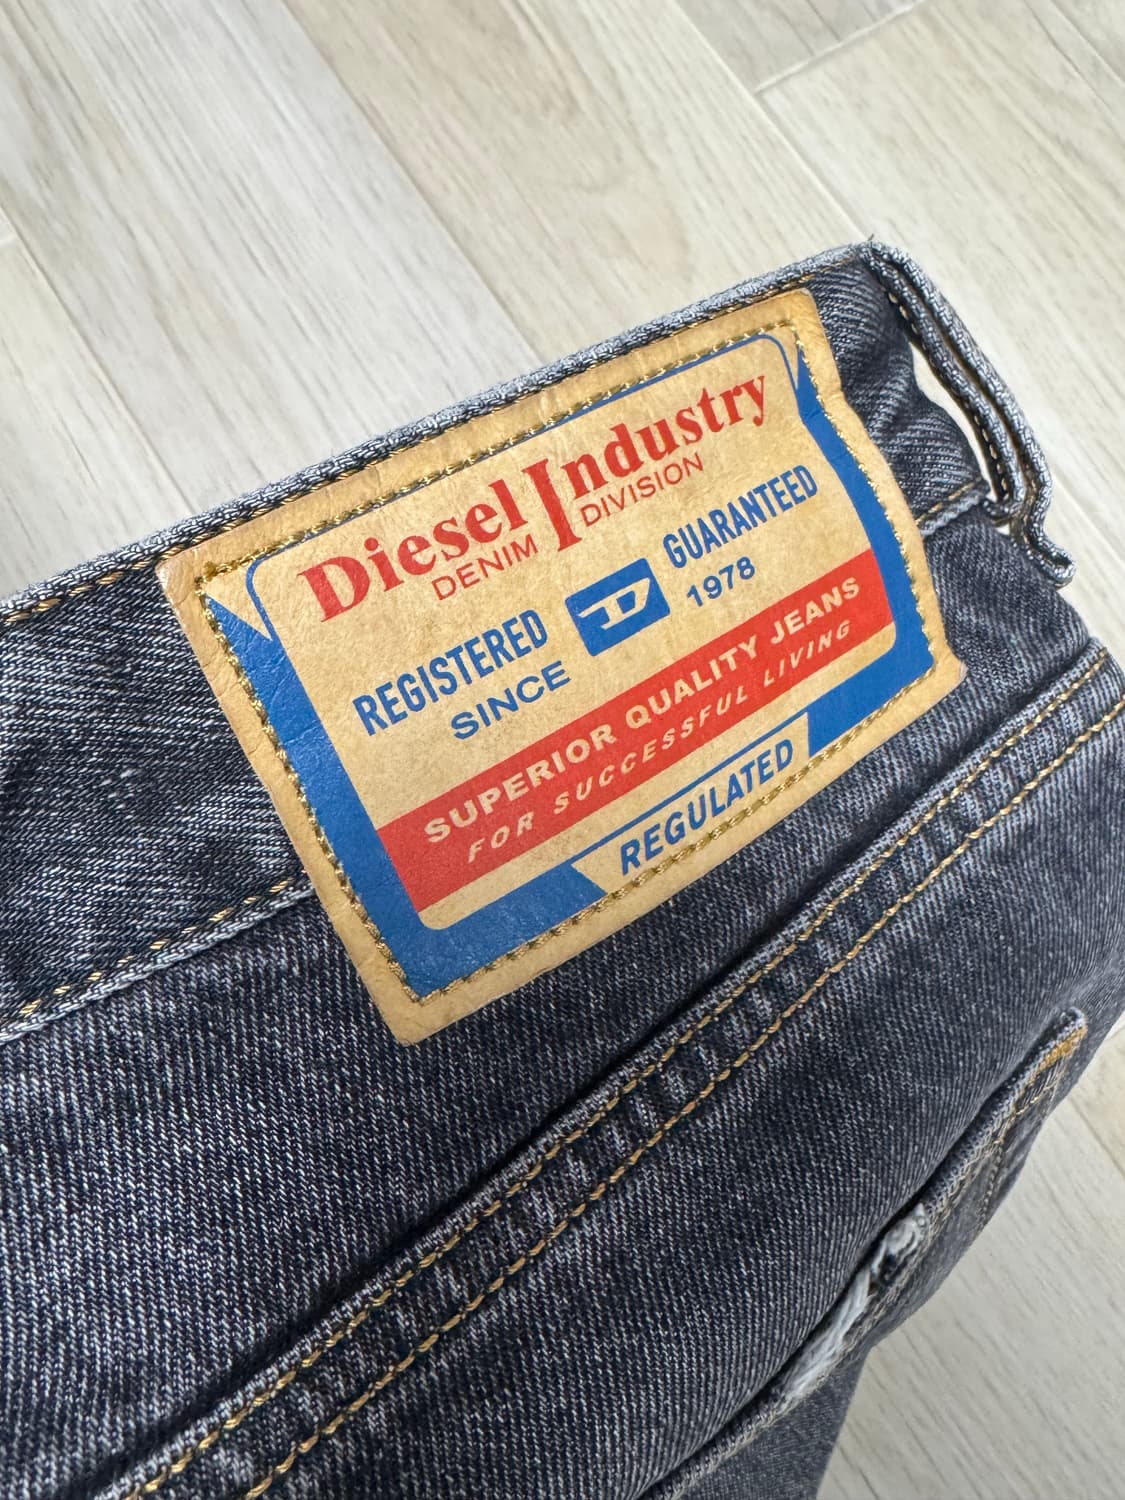 Diesel Industry
DENIM DIVISION
REGISTERED D GUARANTEED
SINCE 1978
SUPERIOR QUALITY JEANS
FOR SUCCESSFUL LIVING
REGULATED